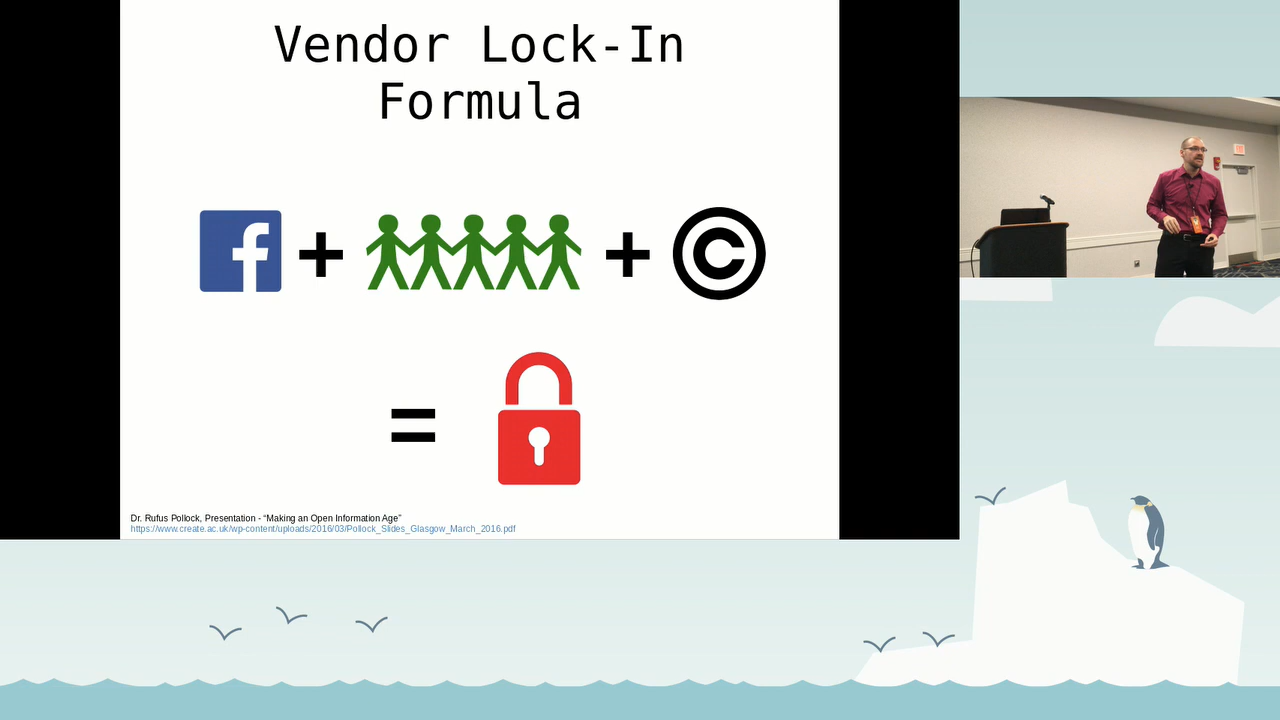 Vendor Lock-In
Formula
f + + ©
=
Dr. Rufus Pollock, Presentation - “Making an Open Information Age”
https://www.create.ac.uk/wp-content/uploads/2016/03/Pollock_Slides_Glasgow_March_2016.pdf